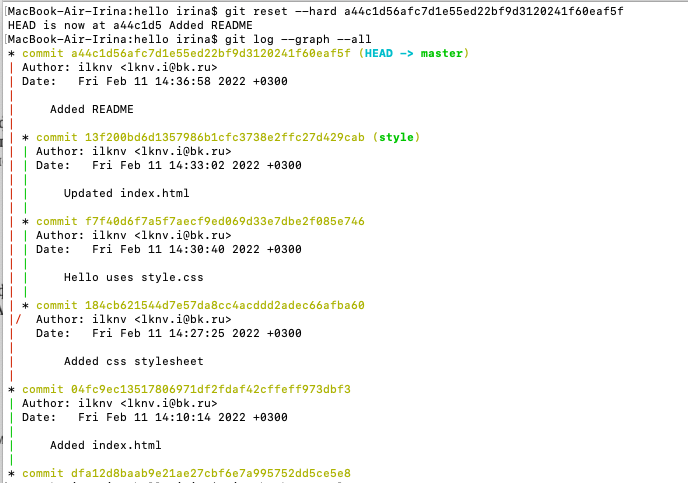 [MacBook-Air-Irina:hello irina$ git reset --hard a44c1d56afc7d1e55ed22bf9d3120241f60eaf5f
HEAD is now at a44c1d5 Added README
[MacBook-Air-Irina:hello irina$ git log --graph --all
* commit a44c1d56afc7d1e55ed22bf9d3120241f60eaf5f (HEAD -> master)
| Author: ilknv <lknv.i@bk.ru>
| Date:   Fri Feb 11 14:36:58 2022 +0300
|
|     Added README
|
| * commit 13f200bd6d1357986b1cfc3738e2ffc27d429cab (style)
| | Author: ilknv <lknv.i@bk.ru>
| | Date:   Fri Feb 11 14:33:02 2022 +0300
| |
| |     Updated index.html
| |
| * commit f7f40d6f7a5f7aecf9ed069d33e7dbe2f085e746
| | Author: ilknv <lknv.i@bk.ru>
| | Date:   Fri Feb 11 14:30:40 2022 +0300
| |
| |     Hello uses style.css
| |
| * commit 184cb621544d7e57da8cc4acddd2adec66afba60
|/  Author: ilknv <lknv.i@bk.ru>
|   Date:   Fri Feb 11 14:27:25 2022 +0300
|
|       Added css stylesheet
|
* commit 04fc9ec13517806971df2fdaf42cffeff973dbf3
| Author: ilknv <lknv.i@bk.ru>
| Date:   Fri Feb 11 14:10:14 2022 +0300
|
|     Added index.html
|
* commit dfa12d8baab9e21ae27cbf6e7a995752dd5ce5e8